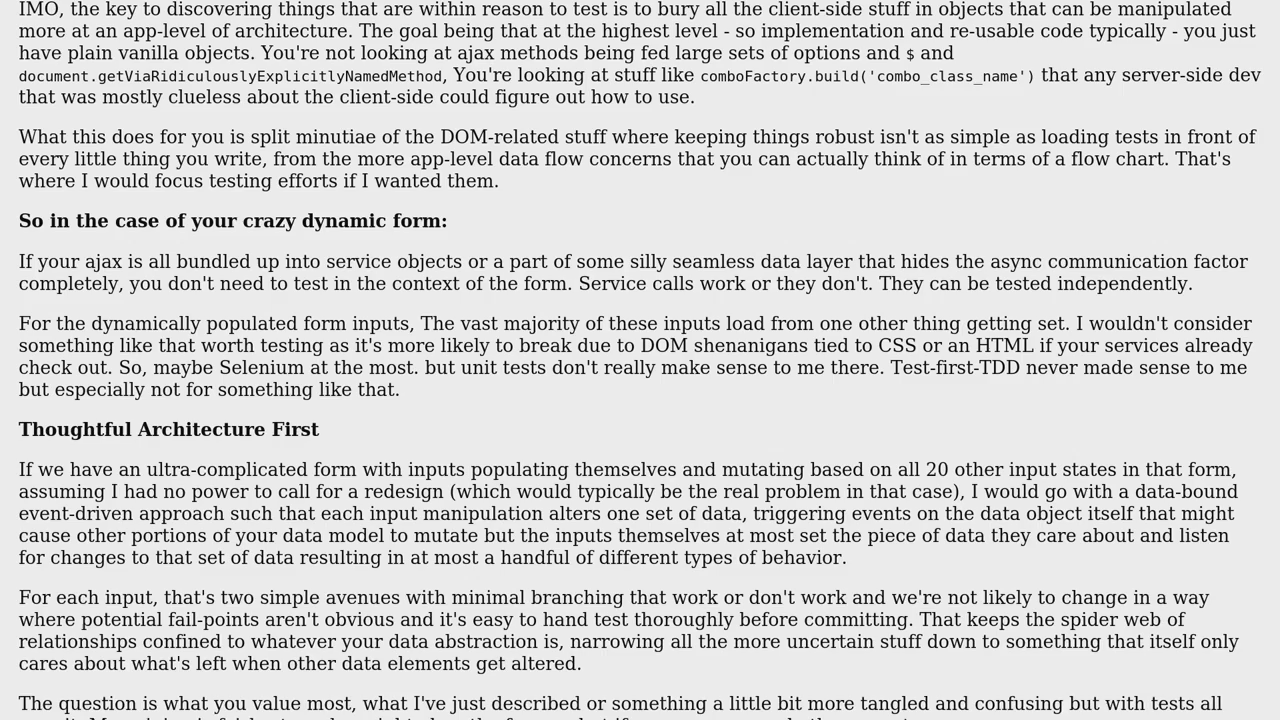 IMO, the key to discovering things that are within reason to test is to bury all the client-side stuff in objects that can be manipulated
more at an app-level of architecture. The goal being that at the highest level - so implementation and re-usable code typically - you just
have plain vanilla objects. You're not looking at ajax methods being fed large sets of options and $ and
document.getViaRidiculouslyExplicitlyNamedMethod, You're looking at stuff like comboFactory.build('combo_class_name') that any server-side dev
that was mostly clueless about the client-side could figure out how to use.
What this does for you is split minutiae of the DOM-related stuff where keeping things robust isn't as simple as loading tests in front of
every little thing you write, from the more app-level data flow concerns that you can actually think of in terms of a flow chart. That's
where I would focus testing efforts if I wanted them.
So in the case of your crazy dynamic form:
If your ajax is all bundled up into service objects or a part of some silly seamless data layer that hides the async communication factor
completely, you don't need to test in the context of the form. Service calls work or they don't. They can be tested independently.
For the dynamically populated form inputs, The vast majority of these inputs load from one other thing getting set. I wouldn't consider
something like that worth testing as it's more likely to break due to DOM shenanigans tied to CSS or an HTML if your services already
check out. So, maybe Selenium at the most. but unit tests don't really make sense to me there. Test-first-TDD never made sense to me
but especially not for something like that.
Thoughtful Architecture First
If we have an ultra-complicated form with inputs populating themselves and mutating based on all 20 other input states in that form,
assuming I had no power to call for a redesign (which would typically be the real problem in that case), I would go with a data-bound
event-driven approach such that each input manipulation alters one set of data, triggering events on the data object itself that might
cause other portions of your data model to mutate but the inputs themselves at most set the piece of data they care about and listen
for changes to that set of data resulting in at most a handful of different types of behavior.
For each input, that's two simple avenues with minimal branching that work or don't work and we're not likely to change in a way
where potential fail-points aren't obvious and it's easy to hand test thoroughly before committing. That keeps the spider web of
relationships confined to whatever your data abstraction is, narrowing all the more uncertain stuff down to something that itself only
cares about what's left when other data elements get altered.
The question is what you value most, what I've just described or something a little bit more tangled and confusing but with tests all